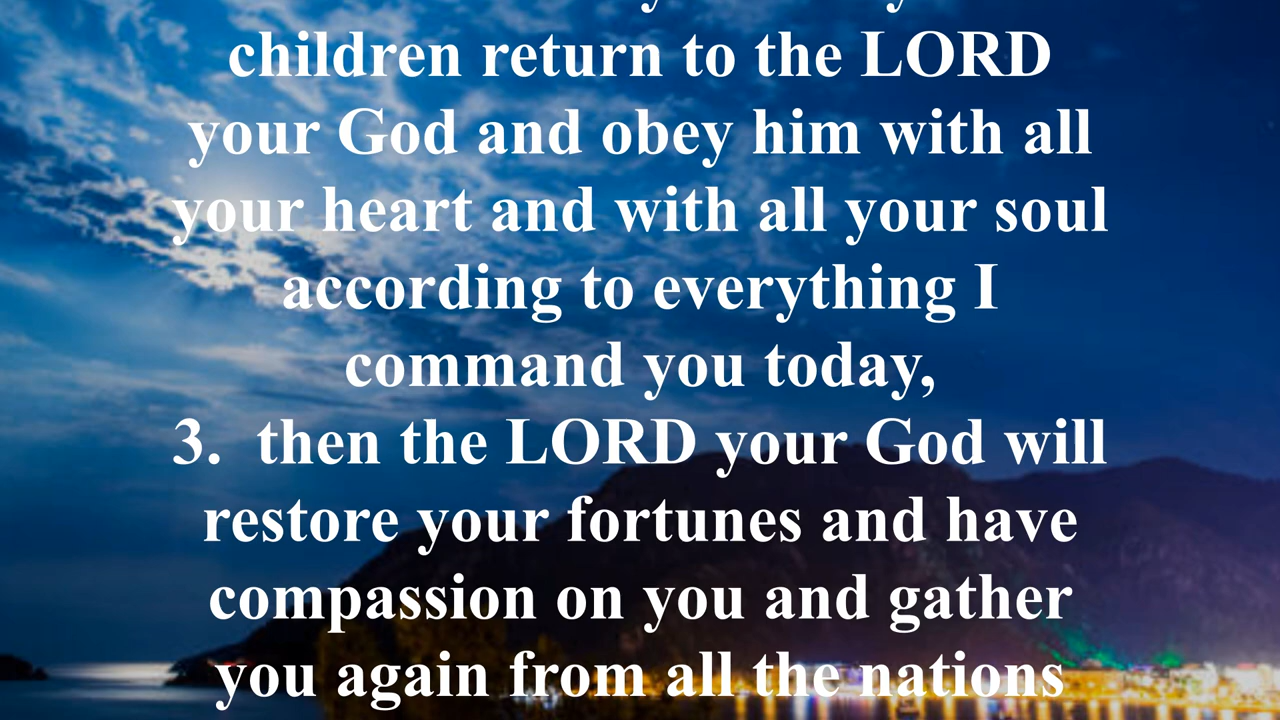 children return to the LORD
your God and obey him with all
your heart and with all your soul
according to everything I
command you today,
3. then the LORD your God will
restore your fortunes and have
compassion on you and gather
you again from all the nations